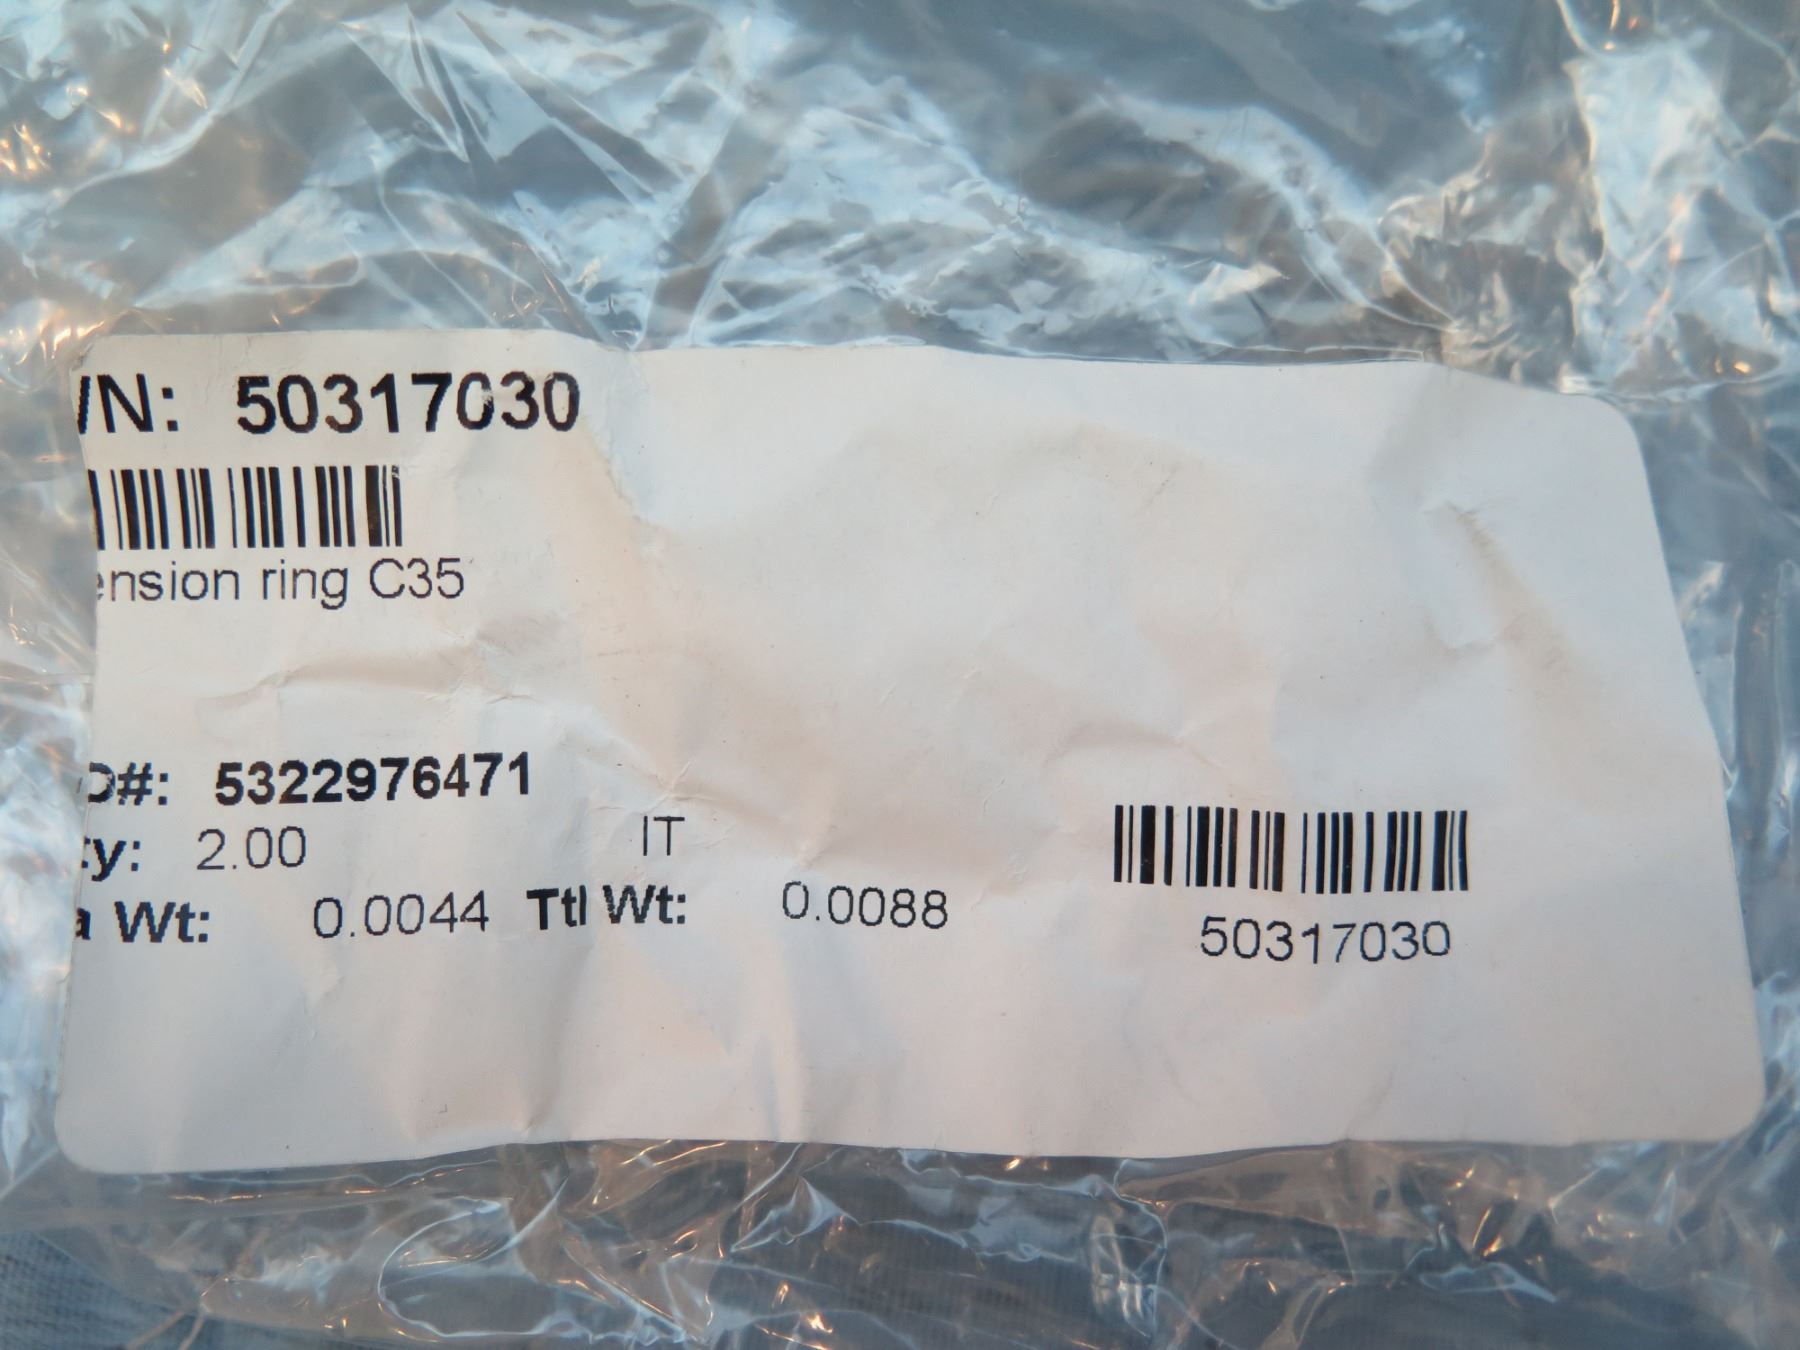 /N: 50317030
ension ring C35
O#: 5322976471
ty: 2.00 IT
a Wt: 0.0044 Ttl Wt: 0.0088
50317030